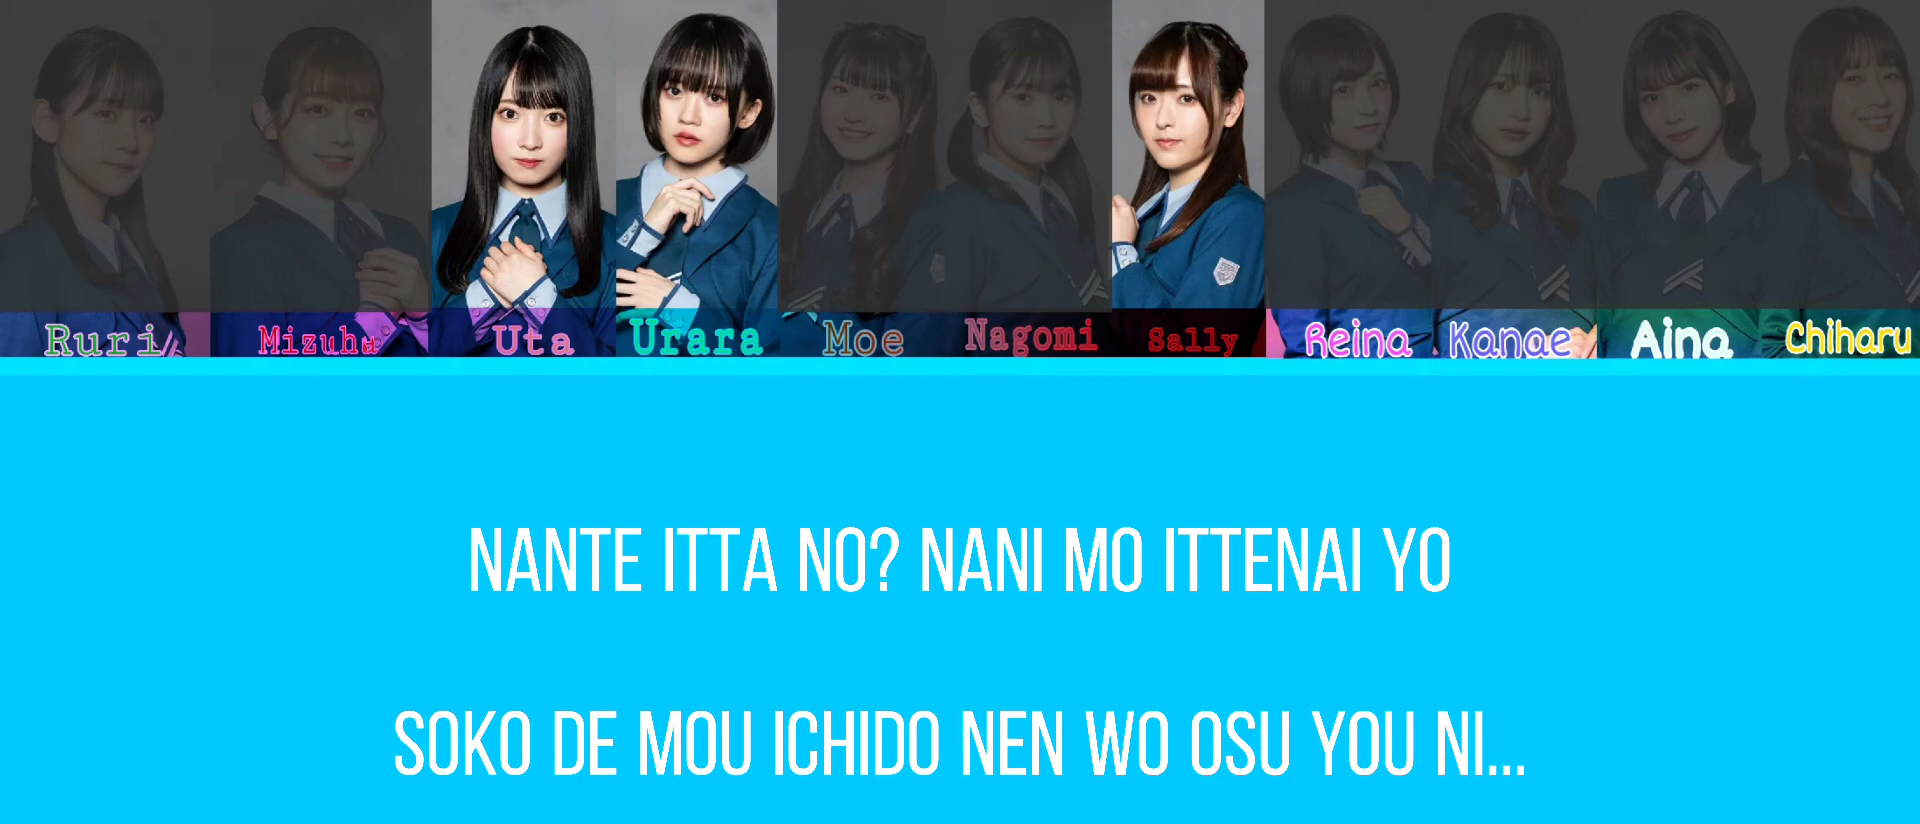 Ruri Mizuha Uta Urara Moe Nagomi Sally Reina Kanae Aina Chiharu
NANTE ITTA NO? NANI MO ITTENAI YO
SOKO DE MOU ICHIDO NEN WO OSU YOU NI...